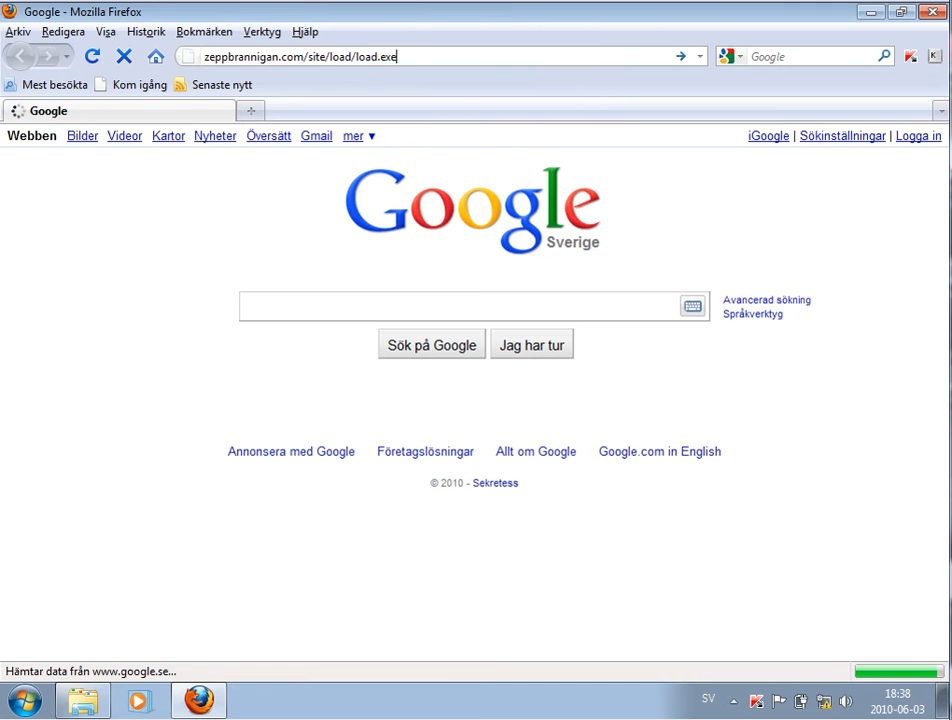 Google - Mozilla Firefox
Arkiv Redigera Visa Historik Bokmärken Verktyg Hjälp
zeppbrannigan.com/site/load/load.exe Google
Mest besökta Kom igång Senaste nytt
Google
Webben Bilder Videor Kartor Nyheter Översätt Gmail mer ▼ iGoogle | Sökinställningar | Logga in
Google
Sverige
Avancerad sökning
Språkverktyg
Sök på Google Jag har tur
Annonsera med Google Företagslösningar Allt om Google Google.com in English
© 2010 - Sekretess
Hämtar data från www.google.se...
SV 18:38
2010-06-03